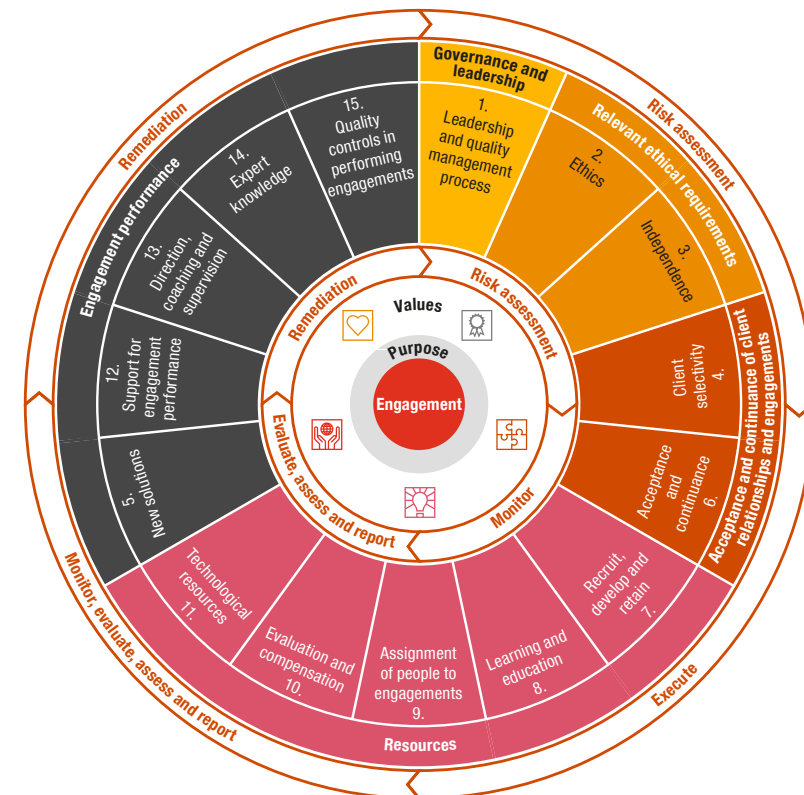 Remediation
Risk assessment
Execute
Monitor, evaluate, assess and report
Governance and
leadership
1.
Leadership
and quality
management
process
Relevant ethical requirements
2.
Ethics
3.
Independence
Acceptance and continuance of client
relationships and engagements
Client
selectivity
4.
Acceptance
and
continuance
6.
Resources
Recruit,
develop and
retain
7.
Learning and
education
8.
Assignment
of people to
engagements
9.
Evaluation and
compensation
10.
Technological
resources
11.
Engagement performance
5.
New solutions
12.
Support for
engagement
performance
13.
Direction,
coaching and
supervision
14.
Expert
knowledge
15.
Quality
controls in
performing
engagements
Remediation
Risk assessment
Monitor
Evaluate, assess and report
Values
Purpose
Engagement